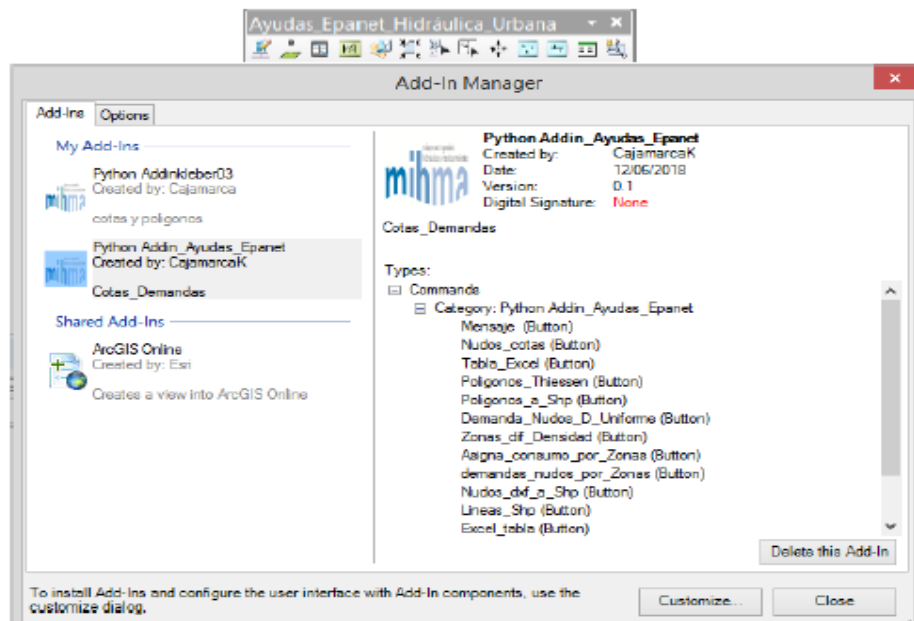 Ayudas_Epanet_Hidráulica_Urbana
Add-In Manager
Add-Ins
Options
My Add-Ins
Python Addinkleber03
Created by: Cajamarca
cotas y poligonos
Python Addin_Ayudas_Epanet
Created by: CajamarcaK
Cotas_Demandas
Shared Add-Ins
ArcGIS Online
Created by: Esri
Creates a view into ArcGIS Online
mihma
Python Addin_Ayudas_Epanet
Created by: CajamarcaK
Date: 12/06/2018
Version: 0.1
Digital Signature: None
Cotas_Demandas
Types:
Commands
Category: Python Addin_Ayudas_Epanet
Mensaje (Button)
Nudos_cotas (Button)
Tabla_Excel (Button)
Poligonos_Thiessen (Button)
Poligonos_a_Shp (Button)
Demanda_Nudos_D_Uniforme (Button)
Zonas_dif_Densidad (Button)
Asigna_consumo_por_Zonas (Button)
demandas_nudos_por_Zonas (Button)
Nudos_dxf_a_Shp (Button)
Lineas_Shp (Button)
Excel_tabla (Button)
Delete this Add-In
To install Add-Ins and configure the user interface with Add-In components, use the
customize dialog.
Customize...
Close